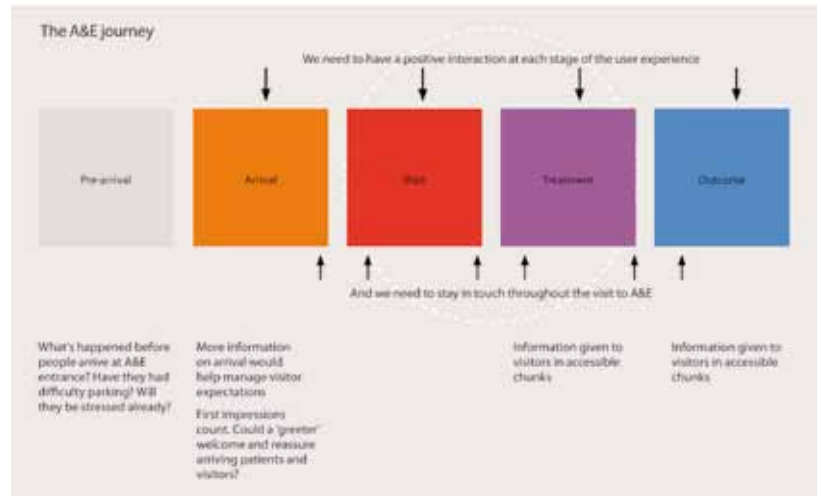 The A&E journey
We need to have a positive interaction at each stage of the user experience
Pre-arrival
Arrival
Wait
Treatment
Outcome
And we need to stay in touch throughout the visit to A&E
What's happened before
people arrive at A&E
entrance? Have they had
difficulty parking? Will
they be stressed already?
More information
on arrival would
help manage visitor
expectations
First impressions
count. Could a 'greeter'
welcome and reassure
arriving patients and
visitors?
Information given to
visitors in accessible
chunks
Information given to
visitors in accessible
chunks